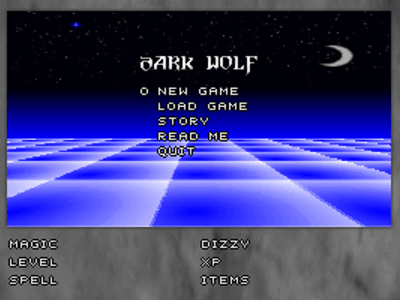 DARK WOLF
O NEW GAME
LOAD GAME
STORY
READ ME
QUIT
MAGIC
DIZZY
LEVEL
XP
SPELL
ITEMS